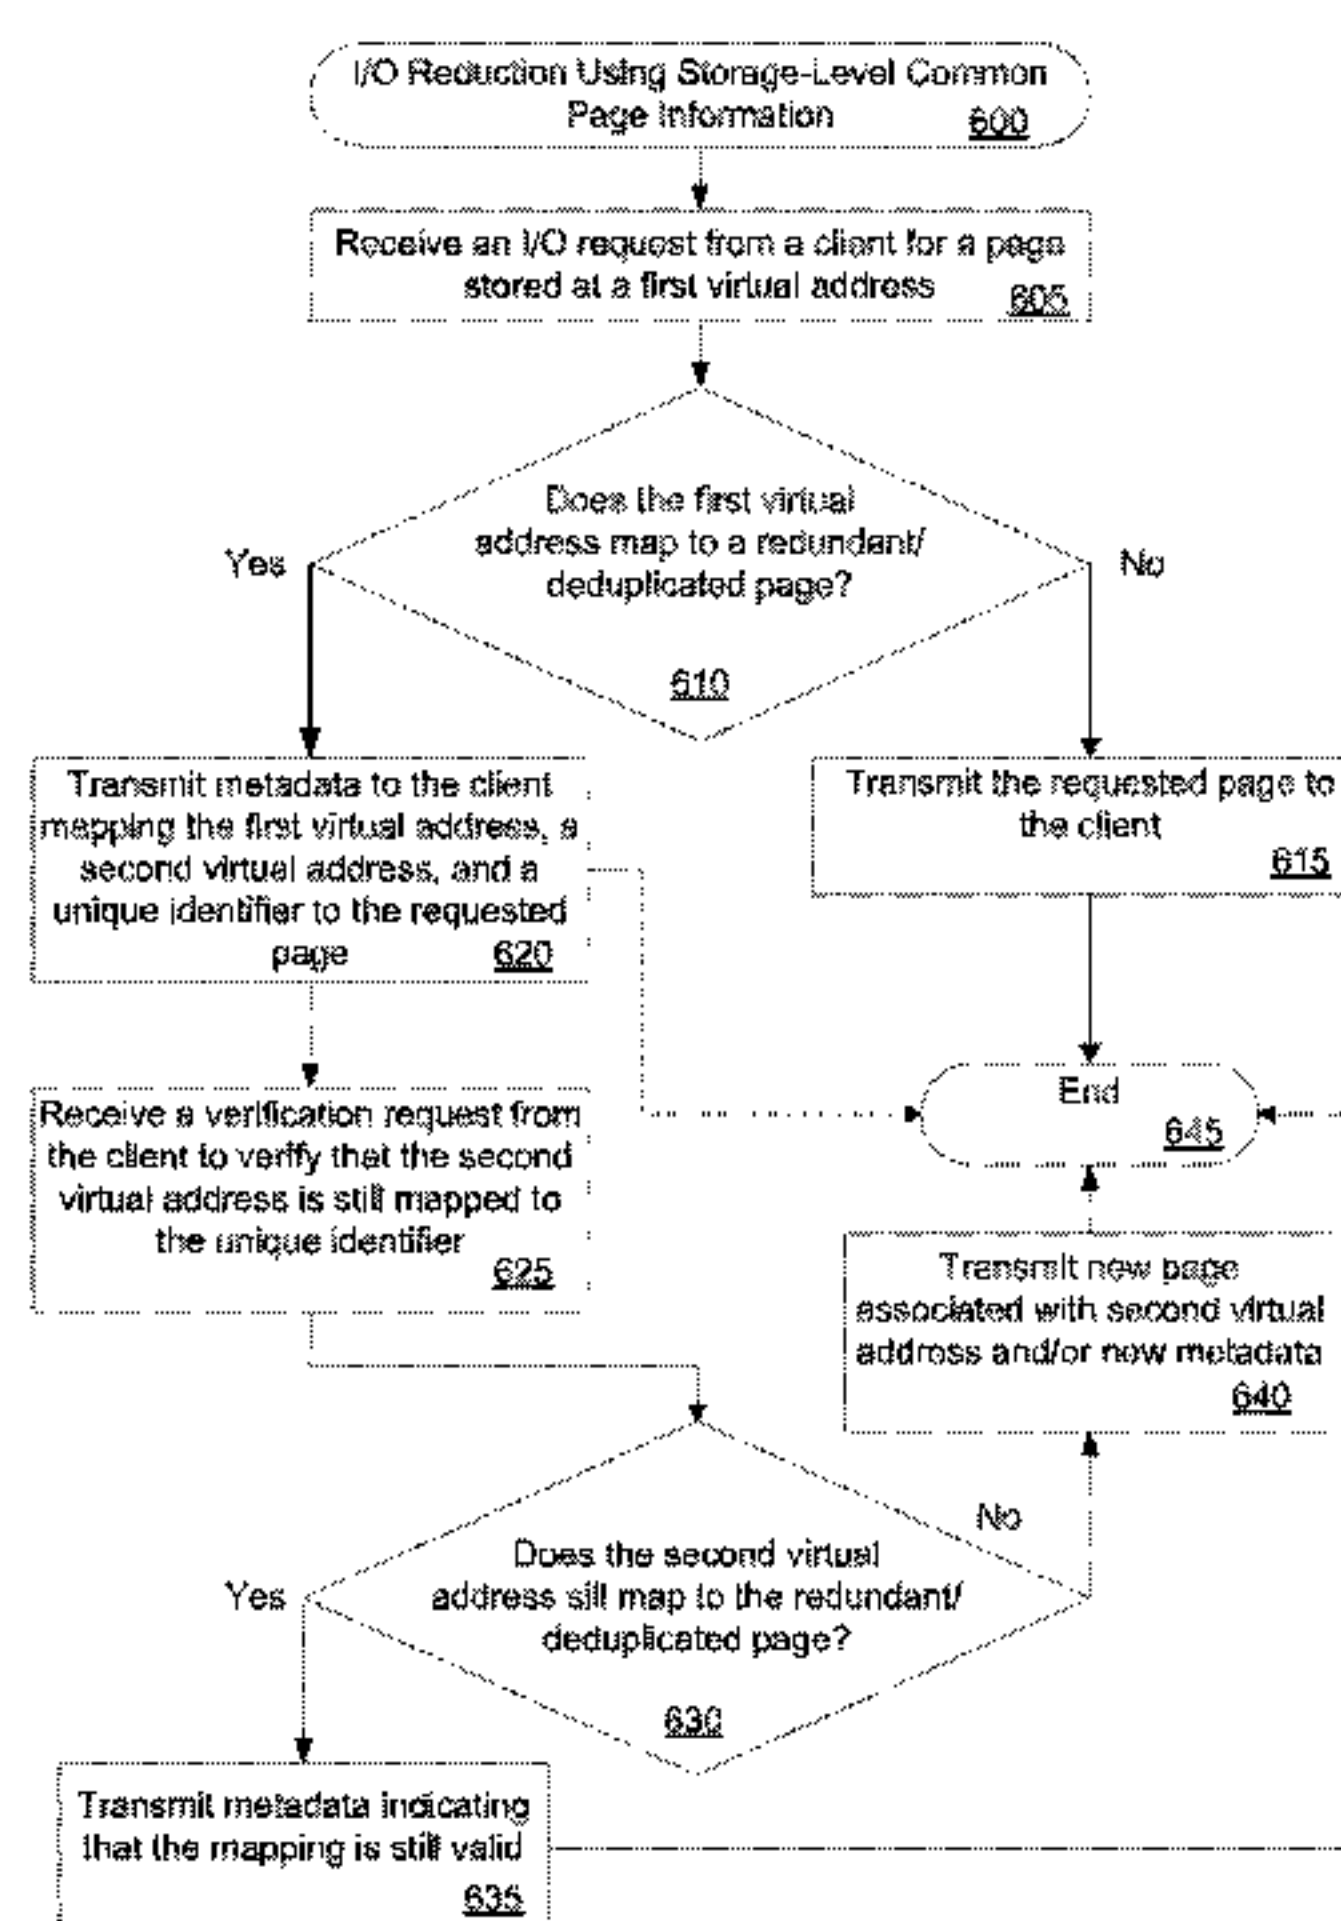 I/O Reduction Using Storage-Level Common
Page Information
600
Receive an I/O request from a client for a page
stored at a first virtual address
605
Does the first virtual
address map to a redundant/
deduplicated page?
610
Yes
No
Transmit metadata to the client
mapping the first virtual address, a
second virtual address, and a
unique identifier to the requested
page
620
Transmit the requested page to
the client
615
Receive a verification request from
the client to verify that the second
virtual address is still mapped to
the unique identifier
625
End
645
Transmit new page
associated with second virtual
address and/or new metadata
640
Does the second virtual
address sill map to the redundant/
deduplicated page?
630
Yes
No
Transmit metadata indicating
that the mapping is still valid
635